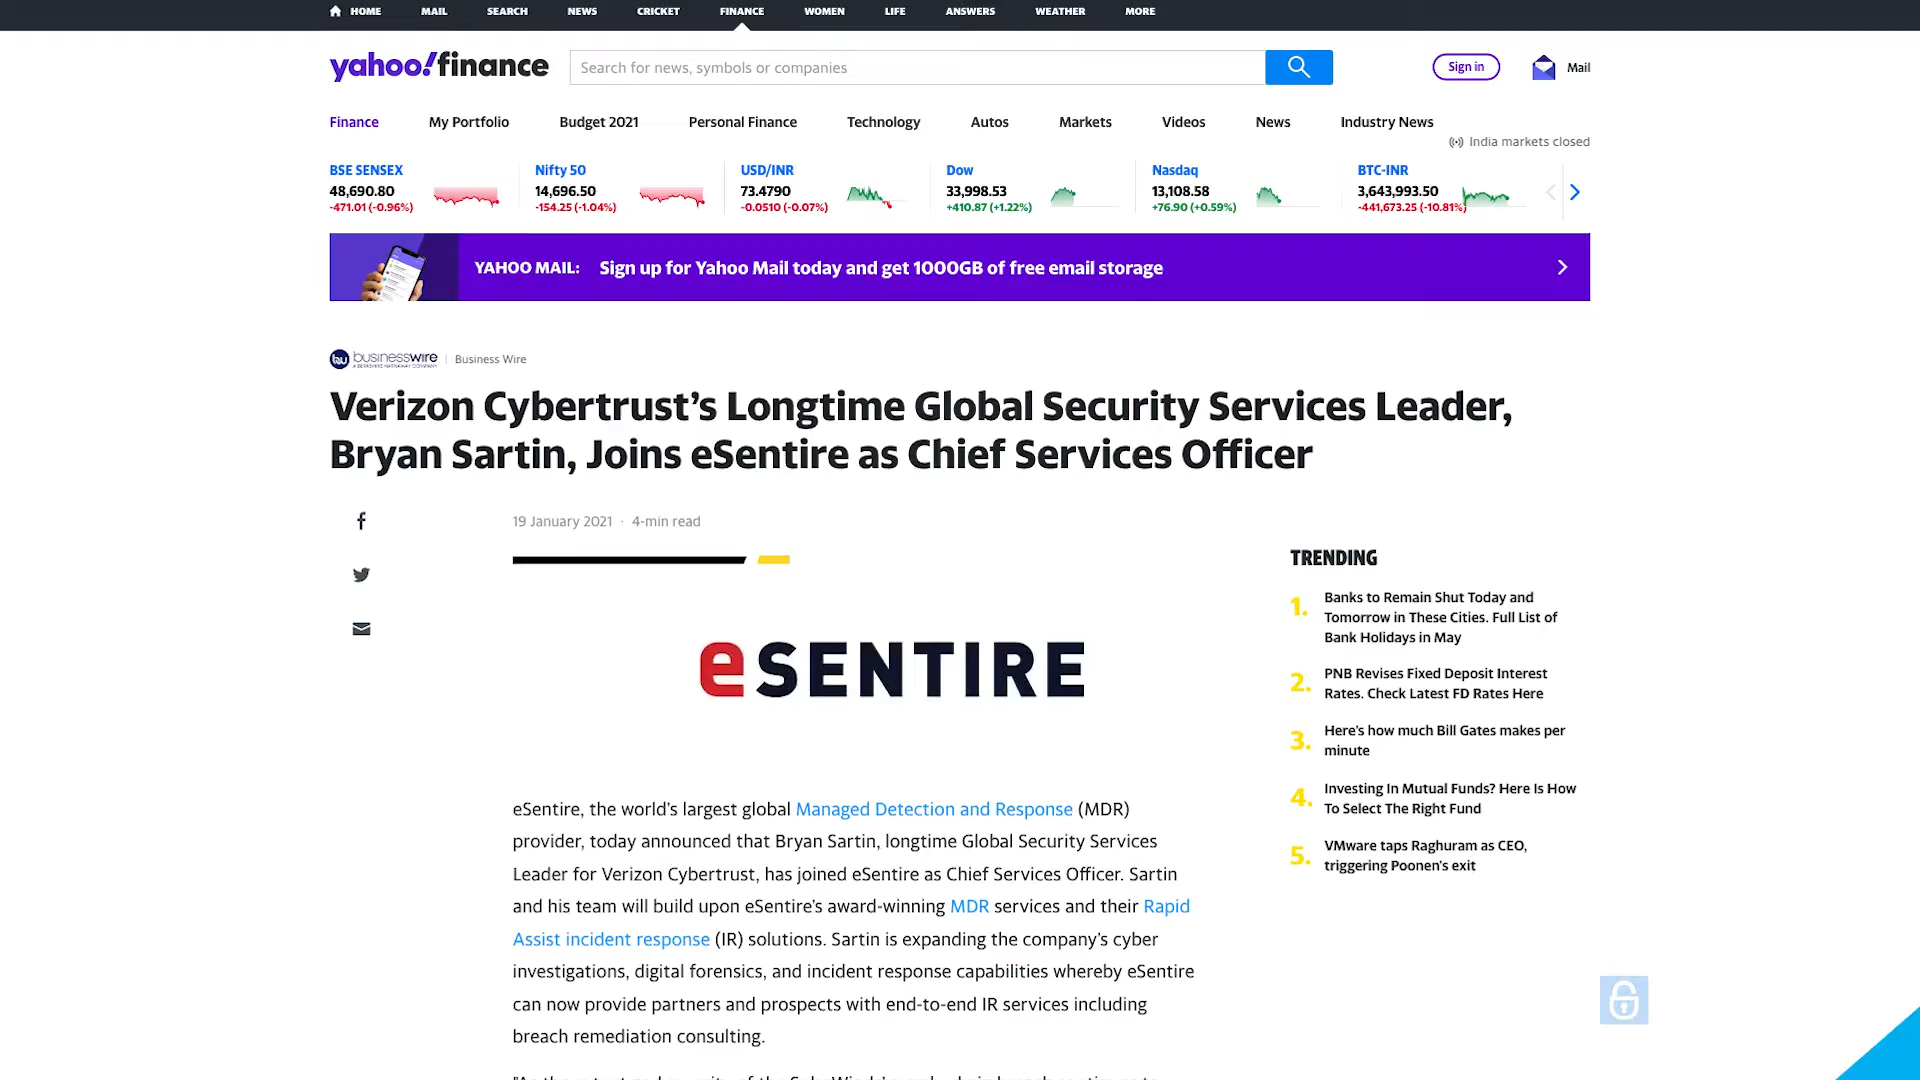 HOME MAIL SEARCH NEWS CRICKET FINANCE WOMEN LIFE ANSWERS WEATHER MORE
yahoo!finance
Search for news, symbols or companies
Sign in
Mail
Finance My Portfolio Budget 2021 Personal Finance Technology Autos Markets Videos News Industry News
India markets closed
BSE SENSEX
48,690.80
-471.01 (-0.96%)
Nifty 50
14,696.50
-154.25 (-1.04%)
USD/INR
73.4790
-0.0510 (-0.07%)
Dow
33,998.53
+410.87 (+1.22%)
Nasdaq
13,108.58
+76.90 (+0.59%)
BTC-INR
3,643,993.50
-441,673.25 (-10.81%)
YAHOO MAIL: Sign up for Yahoo Mail today and get 1000GB of free email storage
businesswire
A BERKSHIRE HATHAWAY COMPANY
Business Wire
Verizon Cybertrust’s Longtime Global Security Services Leader,
Bryan Sartin, Joins eSentire as Chief Services Officer
19 January 2021 · 4-min read
eSENTIRE
eSentire, the world’s largest global Managed Detection and Response (MDR)
provider, today announced that Bryan Sartin, longtime Global Security Services
Leader for Verizon Cybertrust, has joined eSentire as Chief Services Officer. Sartin
and his team will build upon eSentire’s award-winning MDR services and their Rapid
Assist incident response (IR) solutions. Sartin is expanding the company’s cyber
investigations, digital forensics, and incident response capabilities whereby eSentire
can now provide partners and prospects with end-to-end IR services including
breach remediation consulting.
TRENDING
1. Banks to Remain Shut Today and
Tomorrow in These Cities. Full List of
Bank Holidays in May
2. PNB Revises Fixed Deposit Interest
Rates. Check Latest FD Rates Here
3. Here’s how much Bill Gates makes per
minute
4. Investing In Mutual Funds? Here Is How
To Select The Right Fund
5. VMware taps Raghuram as CEO,
triggering Poonen’s exit